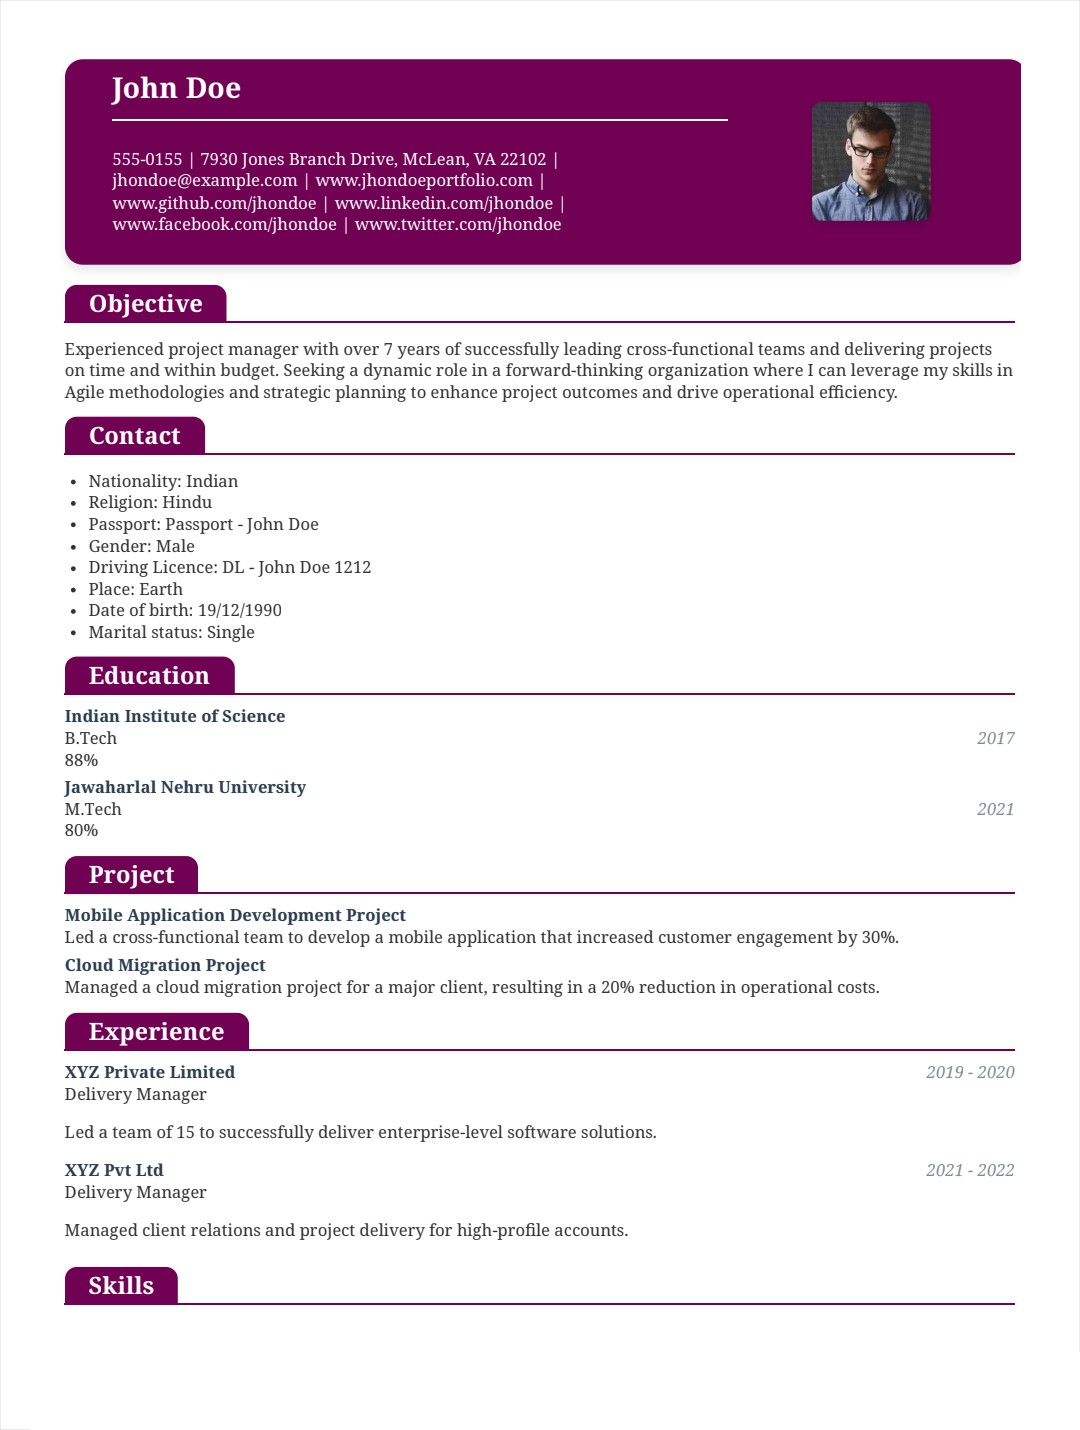 John Doe
555-0155 | 7930 Jones Branch Drive, McLean, VA 22102 |
jhondoe@example.com | www.jhondoeportfolio.com |
www.github.com/jhondoe | www.linkedin.com/jhondoe |
www.facebook.com/jhondoe | www.twitter.com/jhondoe
Objective
Experienced project manager with over 7 years of successfully leading cross-functional teams and delivering projects
on time and within budget. Seeking a dynamic role in a forward-thinking organization where I can leverage my skills in
Agile methodologies and strategic planning to enhance project outcomes and drive operational efficiency.
Contact
• Nationality: Indian
• Religion: Hindu
• Passport: Passport - John Doe
• Gender: Male
• Driving Licence: DL - John Doe 1212
• Place: Earth
• Date of birth: 19/12/1990
• Marital status: Single
Education
Indian Institute of Science
B.Tech 2017
88%
Jawaharlal Nehru University
M.Tech 2021
80%
Project
Mobile Application Development Project
Led a cross-functional team to develop a mobile application that increased customer engagement by 30%.
Cloud Migration Project
Managed a cloud migration project for a major client, resulting in a 20% reduction in operational costs.
Experience
XYZ Private Limited 2019 - 2020
Delivery Manager
Led a team of 15 to successfully deliver enterprise-level software solutions.
XYZ Pvt Ltd 2021 - 2022
Delivery Manager
Managed client relations and project delivery for high-profile accounts.
Skills